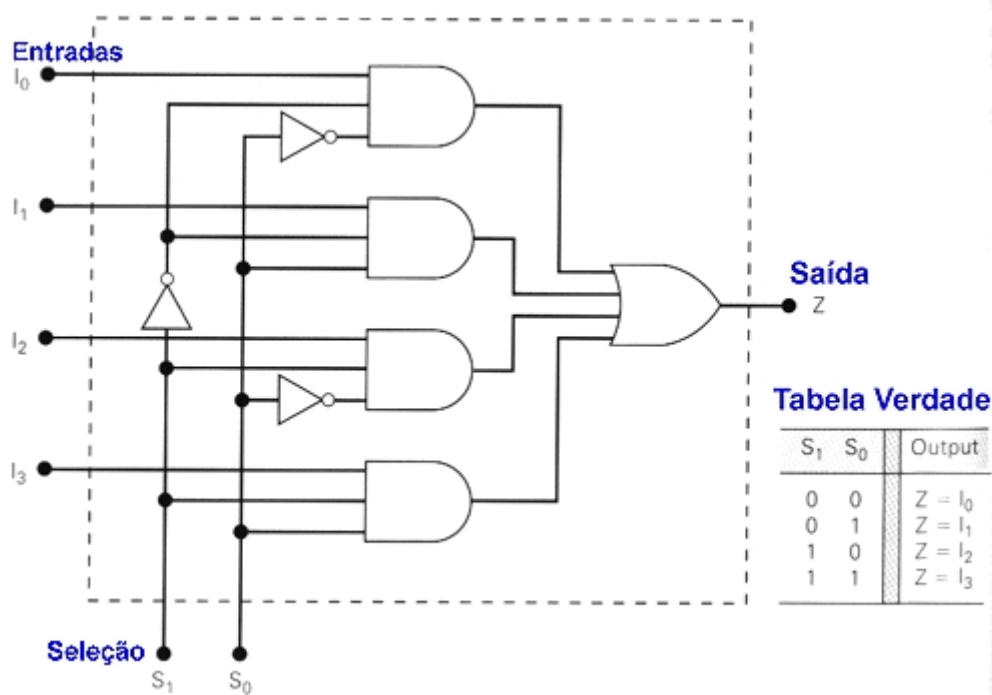 Entradas
I₀
I₁
I₂
I₃
Seleção
S₁ S₀
Saída
Z
Tabela Verdade
S₁ S₀ Output
0 0 Z = I₀
0 1 Z = I₁
1 0 Z = I₂
1 1 Z = I₃